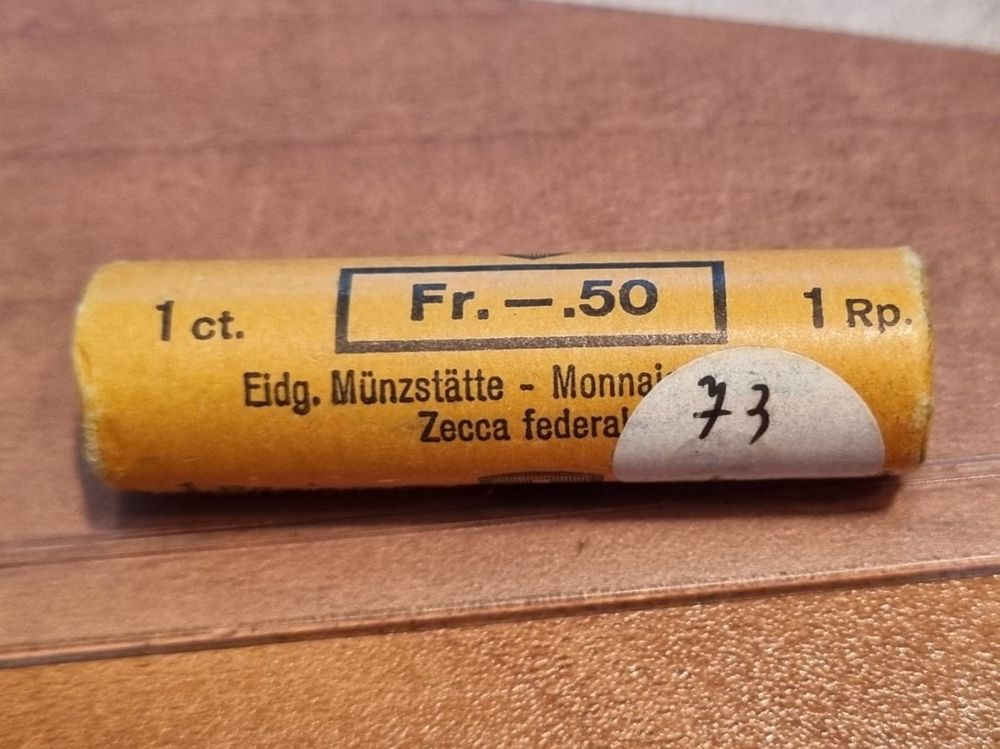 1 ct. Fr. —.50 1 Rp.
Eidg. Münzstätte - Monnai
Zecca federal
73